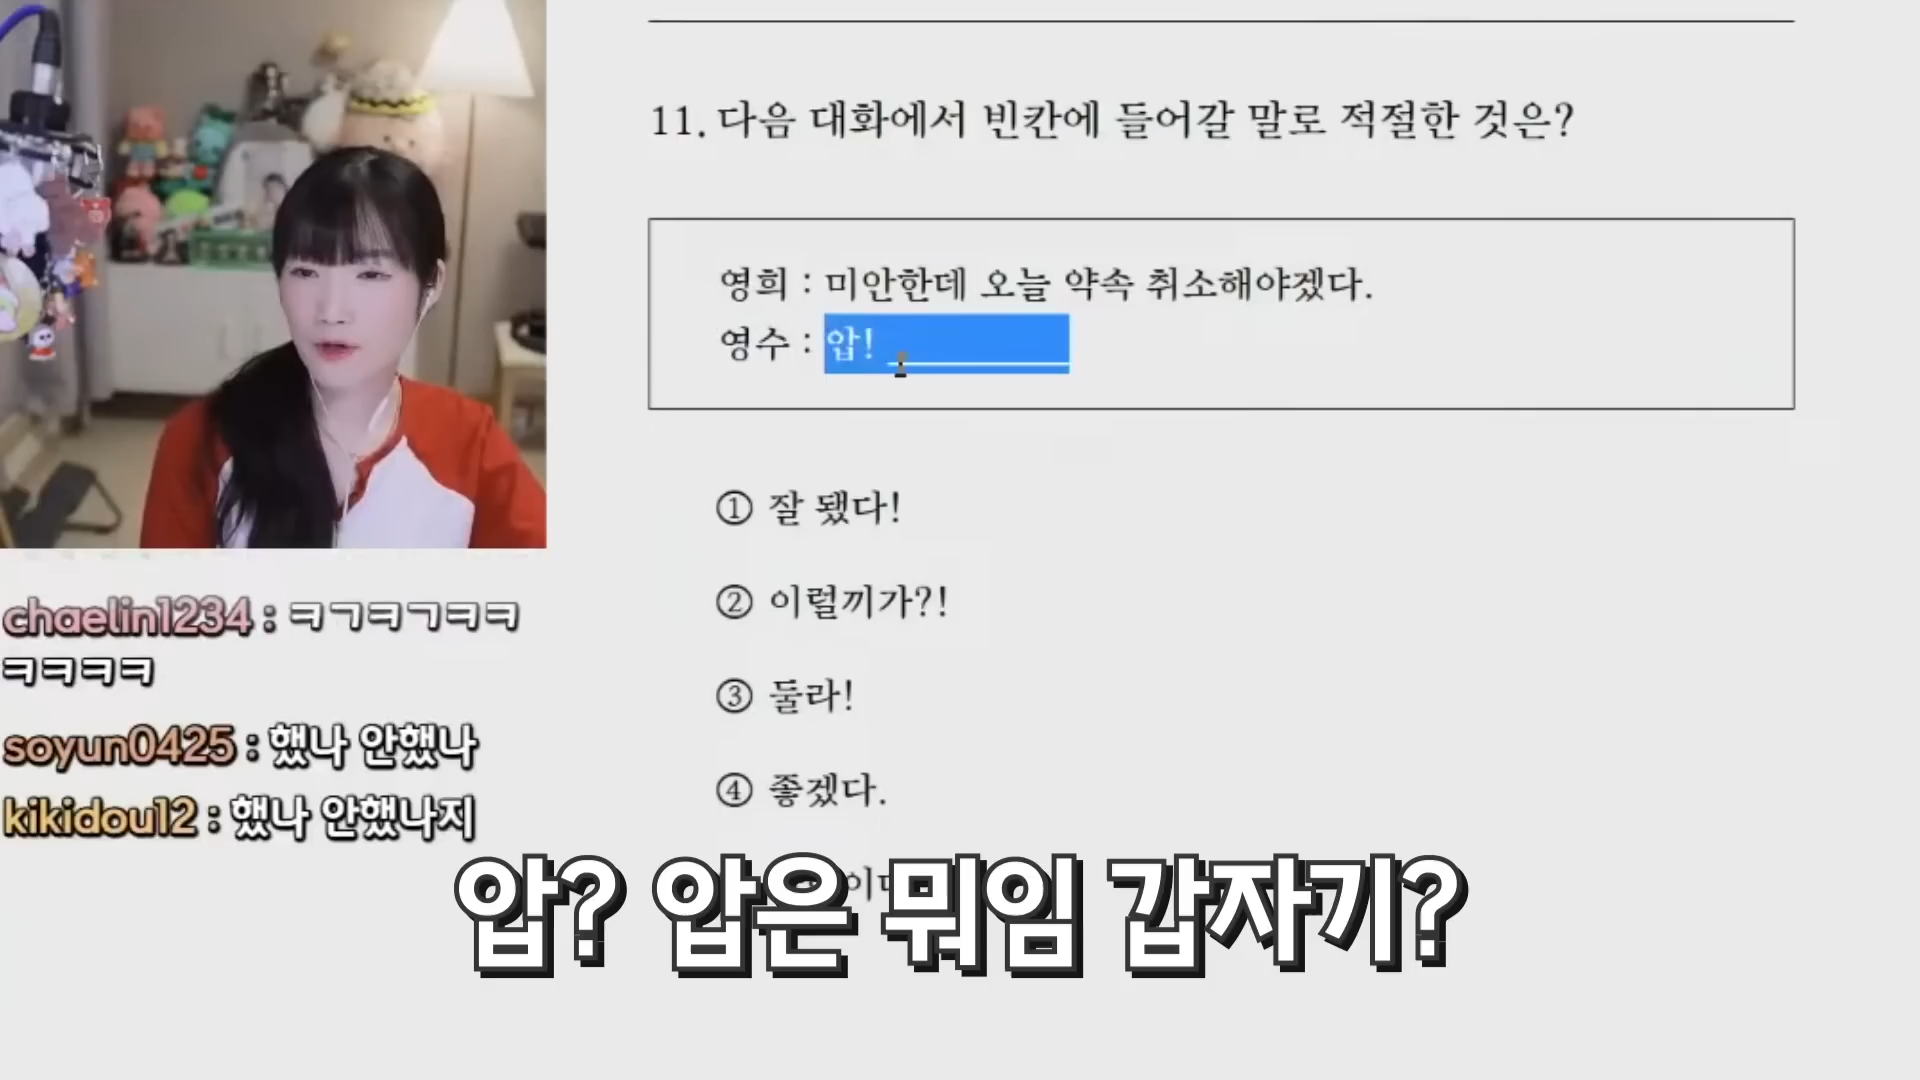 11. 다음 대화에서 빈칸에 들어갈 말로 적절한 것은?
영희 : 미안한데 오늘 약속 취소해야겠다.
영수 : 압!
① 잘 됐다!
② 이럴끼가?!
③ 둘라!
④ 좋겠다.
chaelin1234 : ㅋㄱㅋㄱㅋㅋ
ㅋㅋㅋㅋ
soyun0425 : 했나 안했나
kikidou12 : 했나 안했나지
압? 압은 뭐임 갑자기?